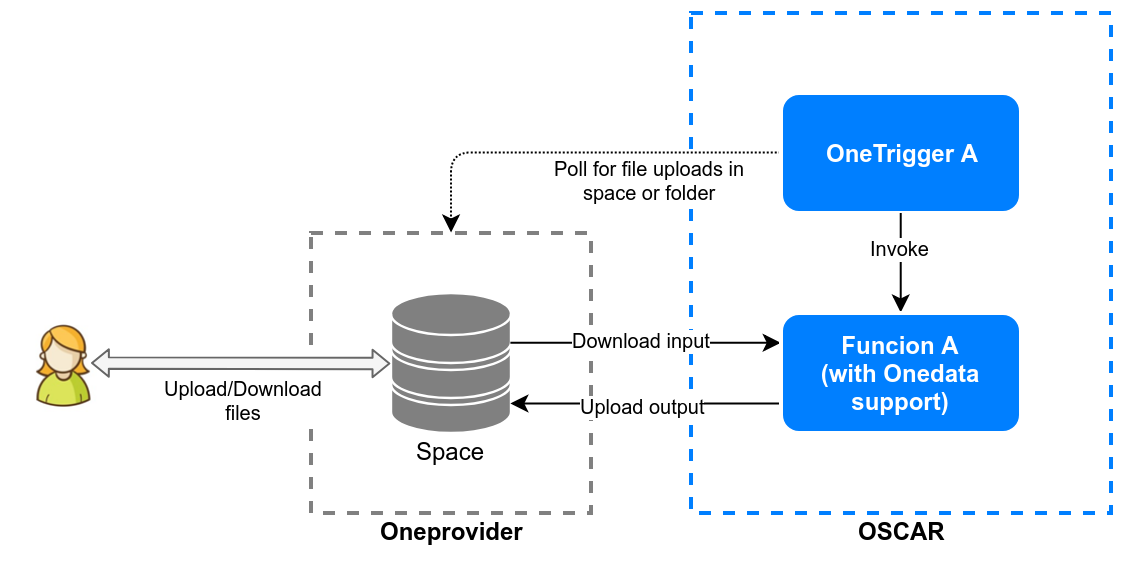 OneTrigger A
Poll for file uploads in
space or folder
Invoke
Download input
Funcion A
(with Onedata
support)
Upload/Download
files
Upload output
Space
Oneprovider
OSCAR